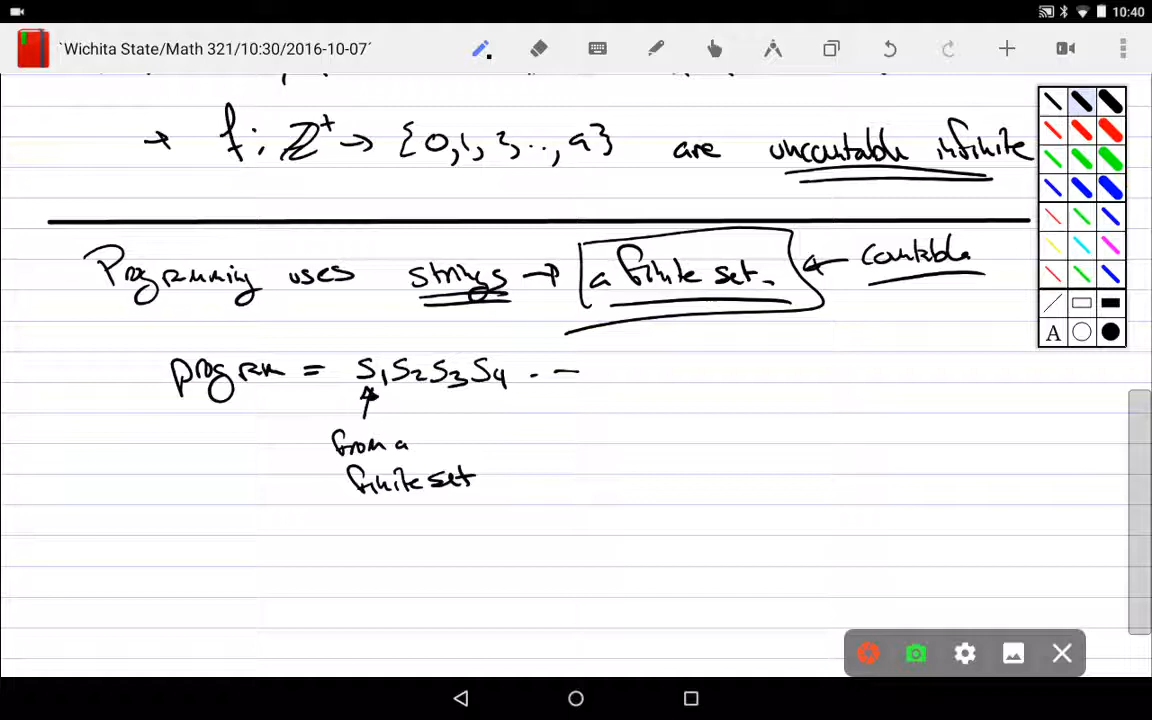 10:40
`Wichita State/Math 321/10:30/2016-10-07´
→ f: ℤ⁺ → {0,1,2,..,9} are uncountable infinite
Programming uses strings → a finite set. ← countable
program = S₁S₂S₃S₄ . –
from a
finite set
A